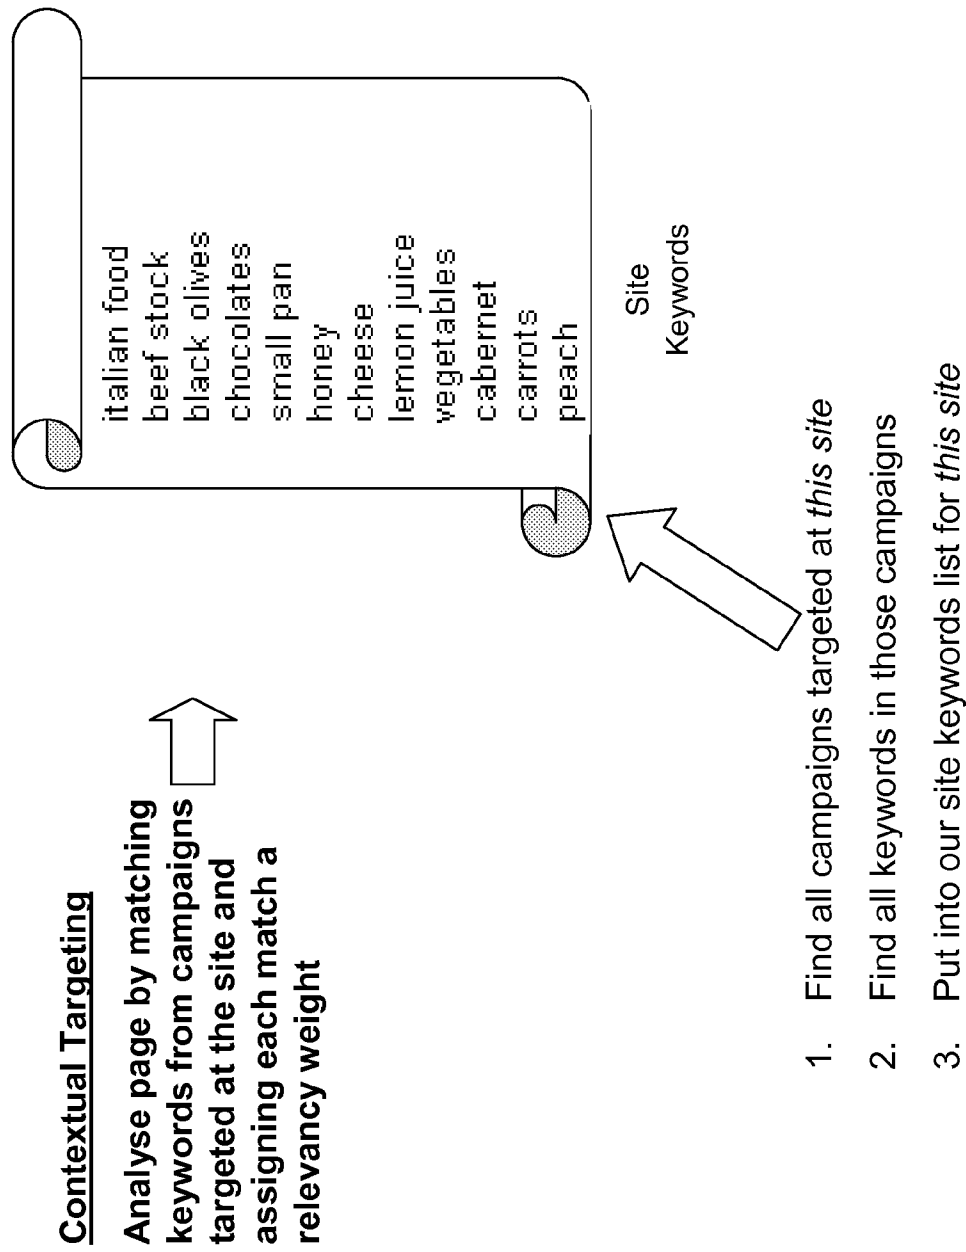 Contextual Targeting
Analyse page by matching
keywords from campaigns
targeted at the site and
assigning each match a
relevancy weight
italian food
beef stock
black olives
chocolates
small pan
honey
cheese
lemon juice
vegetables
cabernet
carrots
peach
Site
Keywords
1. Find all campaigns targeted at this site
2. Find all keywords in those campaigns
3. Put into our site keywords list for this site